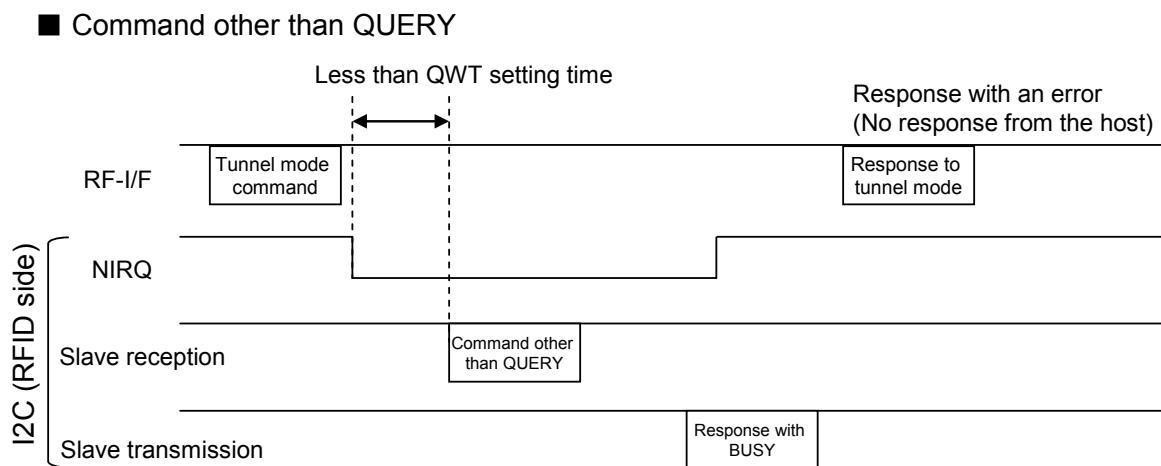 ■ Command other than QUERY
Less than QWT setting time
Response with an error
(No response from the host)
RF-I/F
Tunnel mode
command
Response to
tunnel mode
I2C (RFID side)
NIRQ
Slave reception
Command other
than QUERY
Slave transmission
Response with
BUSY